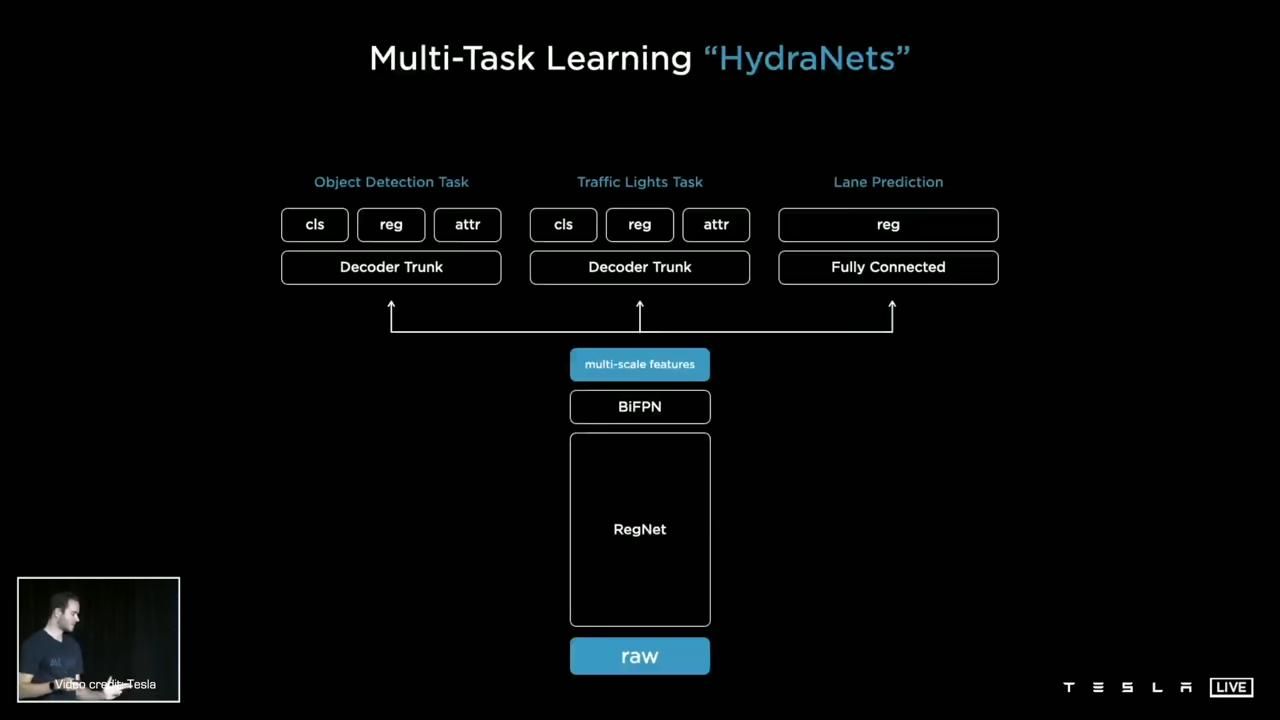 Multi-Task Learning “HydraNets”
Object Detection Task
Traffic Lights Task
Lane Prediction
cls reg attr
cls reg attr
reg
Decoder Trunk
Decoder Trunk
Fully Connected
multi-scale features
BiFPN
RegNet
raw
Video credit: Tesla
TESLA LIVE